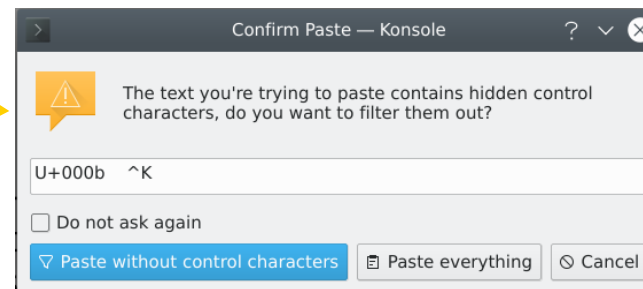 Confirm Paste — Konsole
The text you're trying to paste contains hidden control
characters, do you want to filter them out?
U+000b ^K
Do not ask again
Paste without control characters Paste everything Cancel